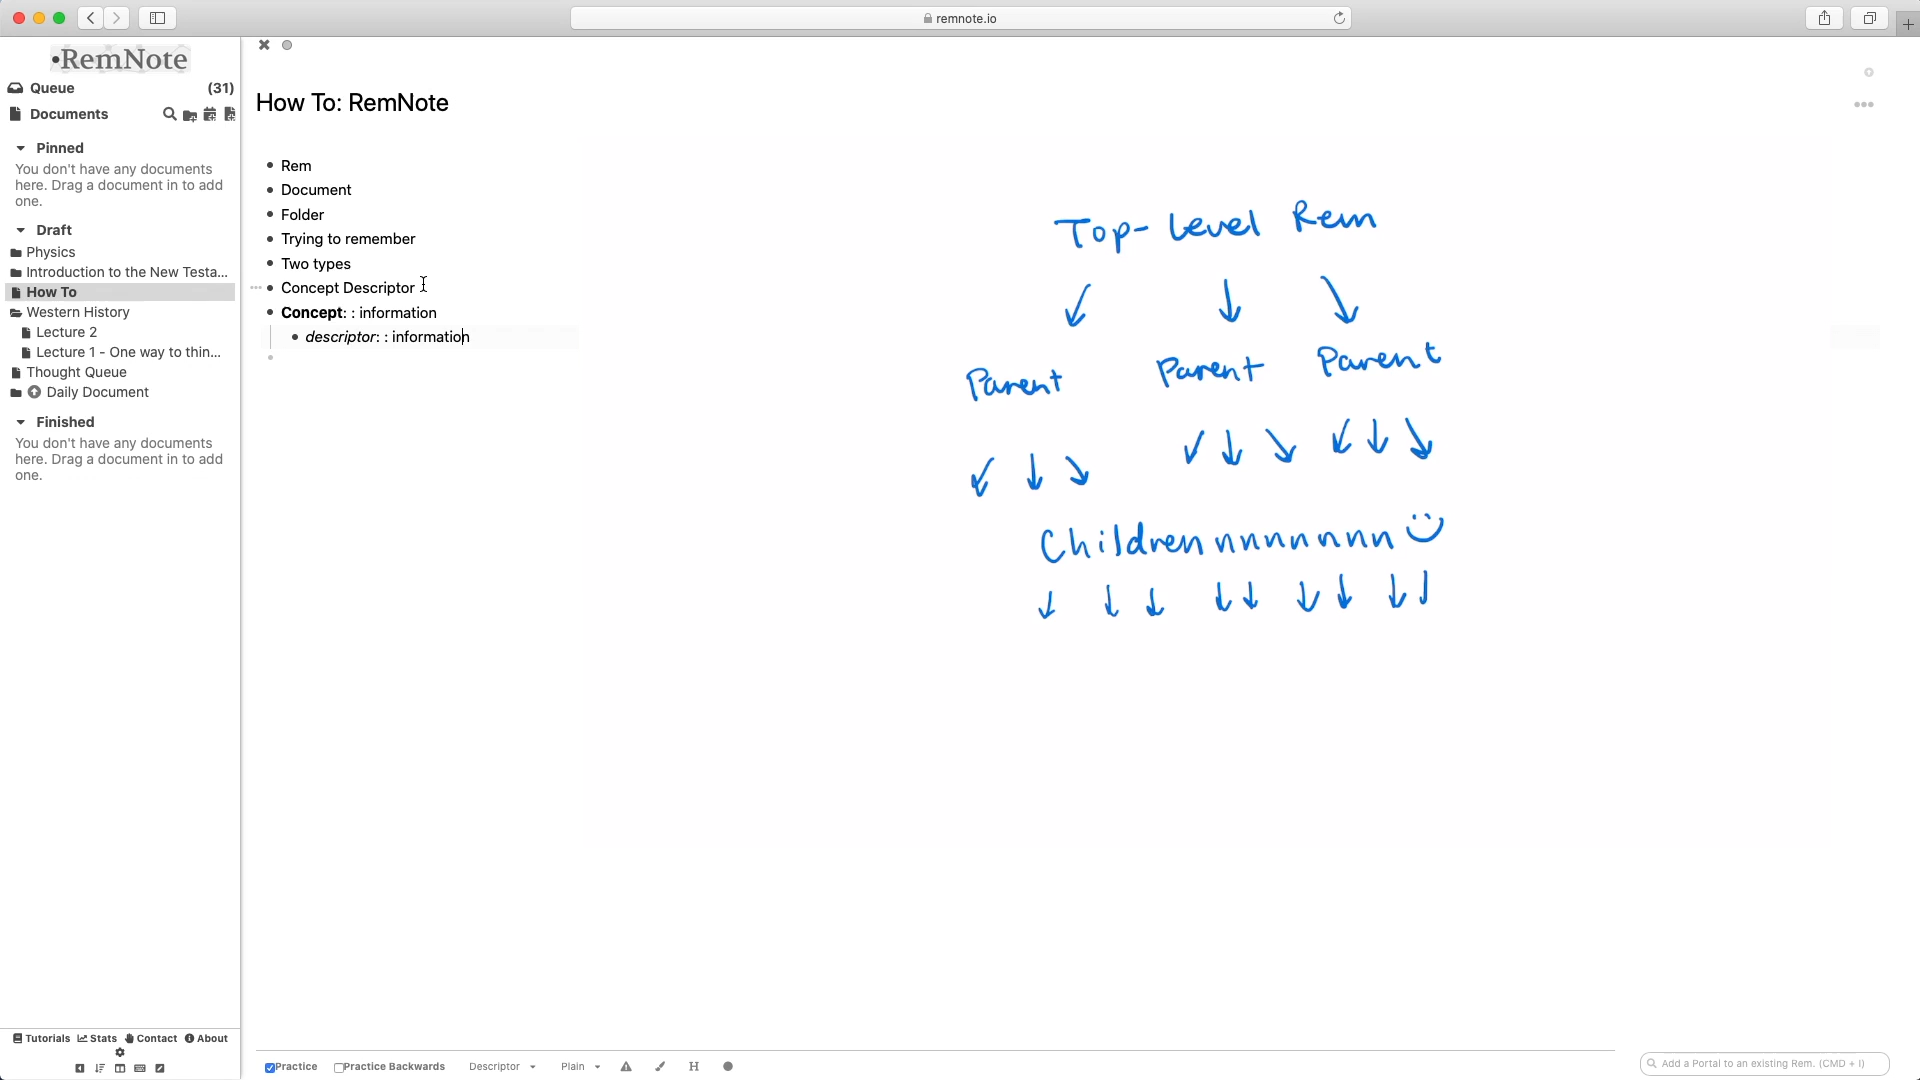 remnote.io
•RemNote
Queue (31)
Documents
Pinned
You don't have any documents
here. Drag a document in to add
one.
Draft
Physics
Introduction to the New Testa...
How To
Western History
Lecture 2
Lecture 1 - One way to thin...
Thought Queue
Daily Document
Finished
You don't have any documents
here. Drag a document in to add
one.
Tutorials Stats Contact About
How To: RemNote
Rem
Document
Folder
Trying to remember
Two types
Concept Descriptor
Concept: : information
descriptor: : information
Top-Level Rem
Parent Parent Parent
Childrennnnnnnn
Practice Practice Backwards Descriptor Plain H
Add a Portal to an existing Rem. (CMD + I)